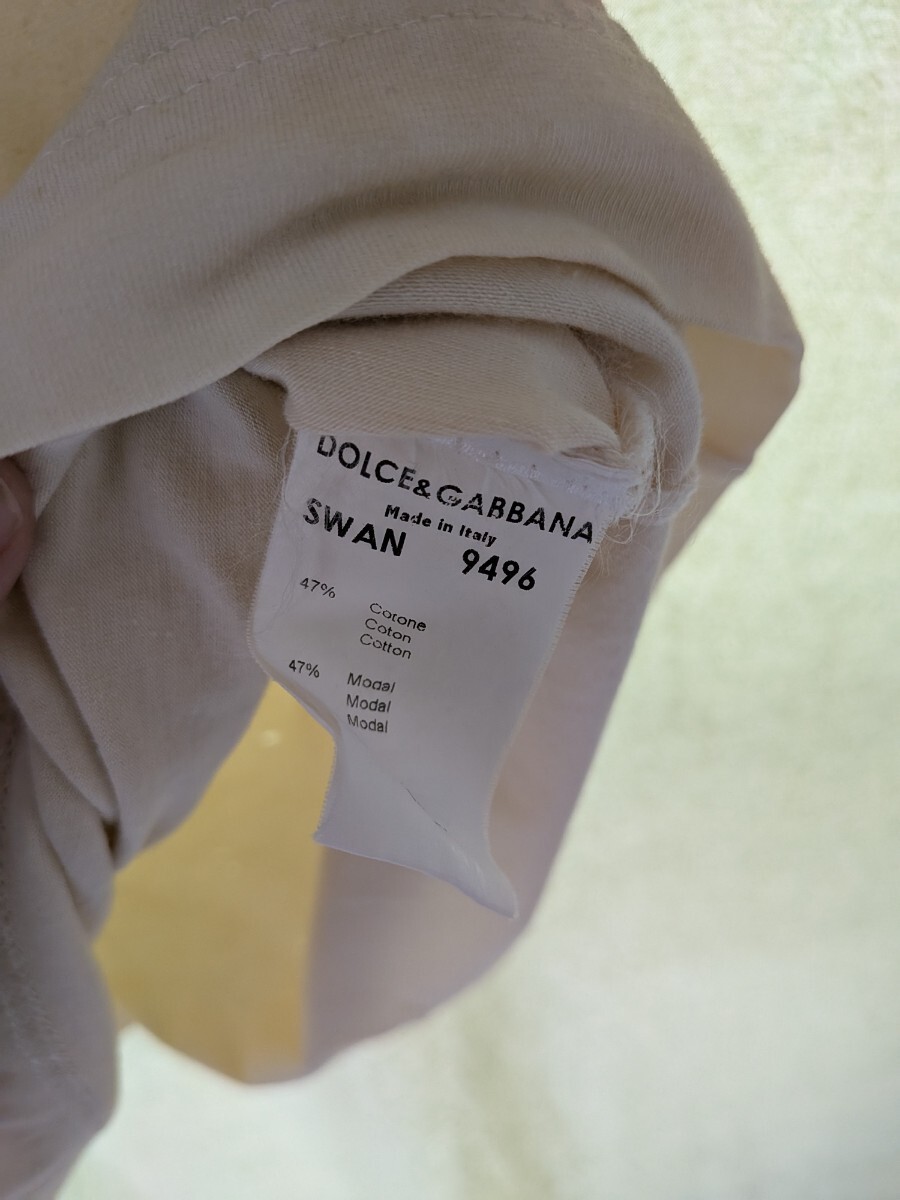 DOLCE&GABBANA
Made in Italy
SWAN 9496
47% Cotone
Coton
Cotton
47% Modal
Modal
Modal